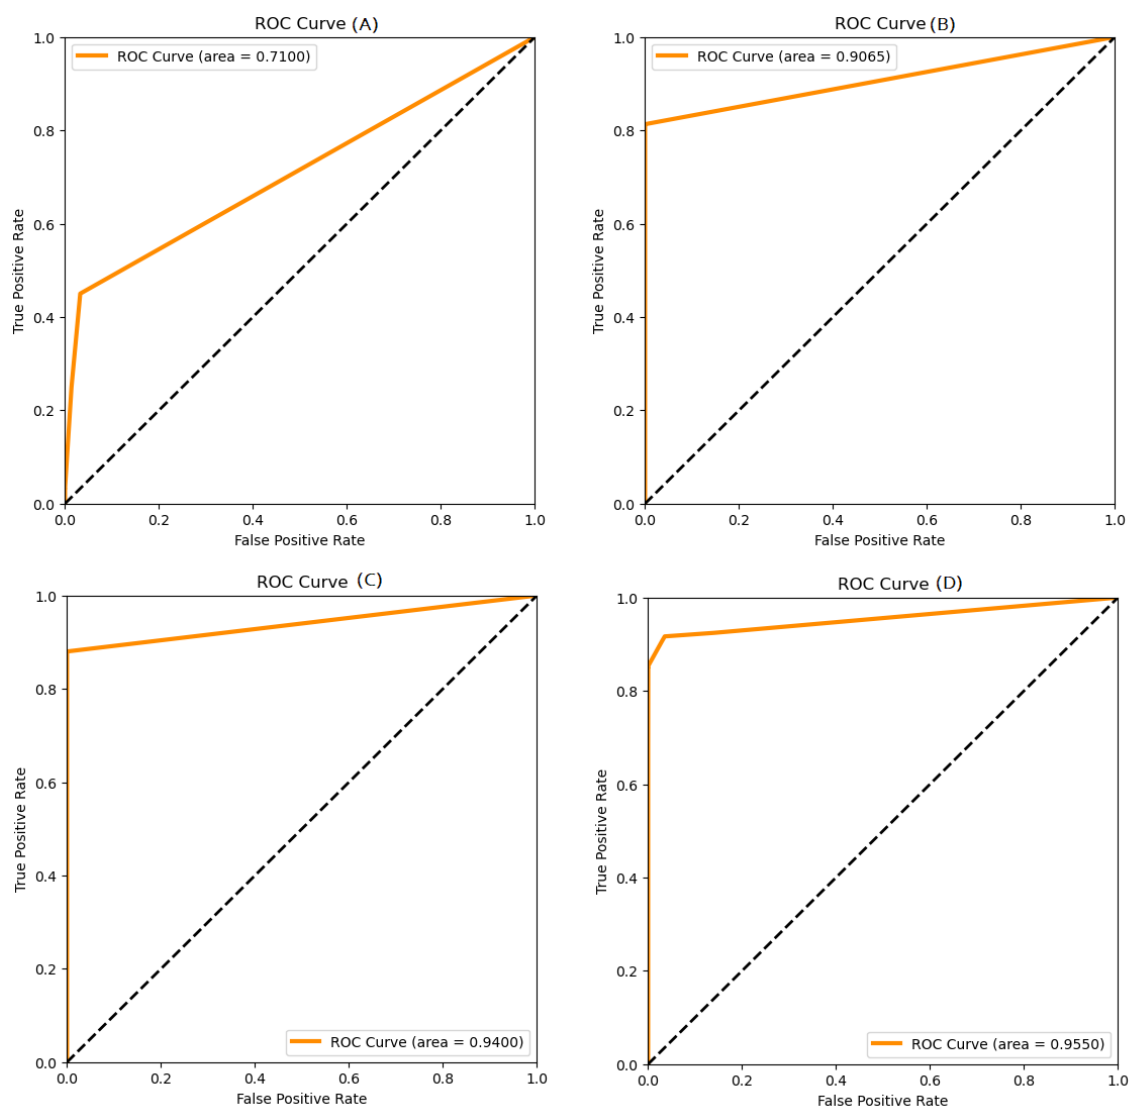 ROC Curve (A)
ROC Curve (area = 0.7100)
1.0
0.8
0.6
0.4
0.2
0.0
True Positive Rate
0.0 0.2 0.4 0.6 0.8 1.0
False Positive Rate
ROC Curve (B)
ROC Curve (area = 0.9065)
1.0
0.8
0.6
0.4
0.2
0.0
True Positive Rate
0.0 0.2 0.4 0.6 0.8 1.0
False Positive Rate
ROC Curve (C)
1.0
0.8
0.6
0.4
0.2
0.0
True Positive Rate
ROC Curve (area = 0.9400)
0.0 0.2 0.4 0.6 0.8 1.0
False Positive Rate
ROC Curve (D)
1.0
0.8
0.6
0.4
0.2
0.0
True Positive Rate
ROC Curve (area = 0.9550)
0.0 0.2 0.4 0.6 0.8 1.0
False Positive Rate